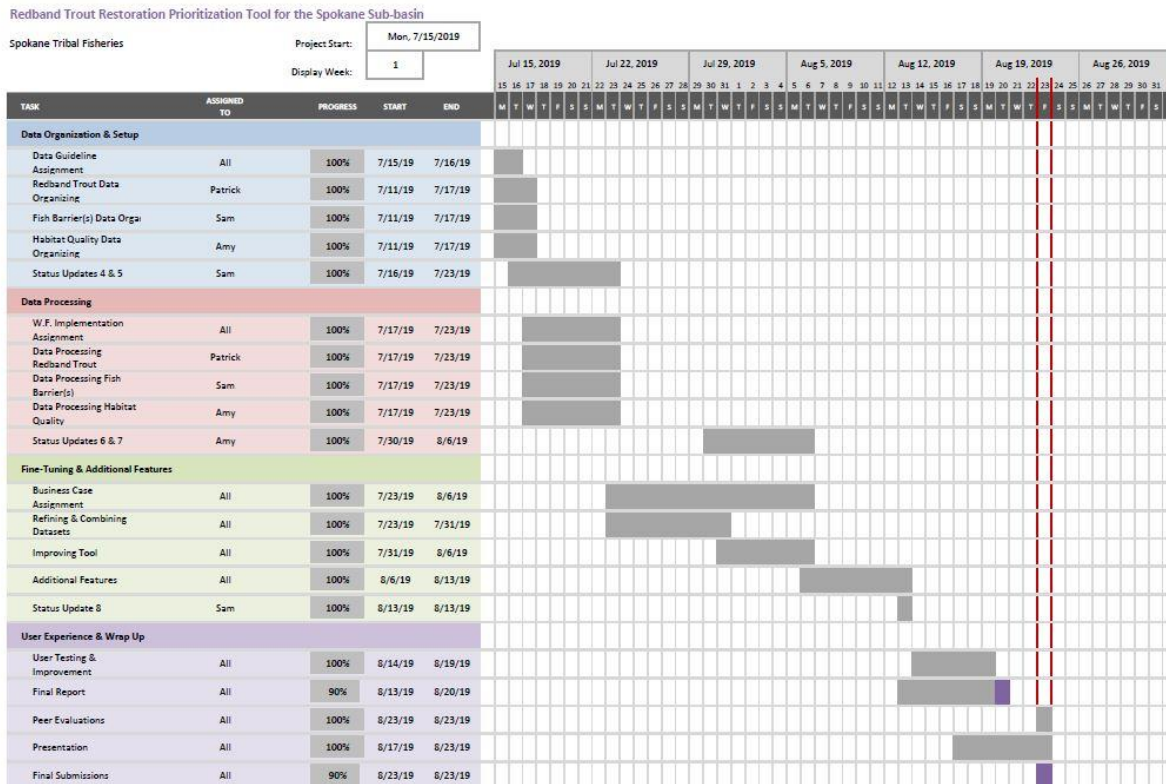 Redband Trout Restoration Prioritization Tool for the Spokane Sub-basin
Spokane Tribal Fisheries
Project Start:
Mon, 7/15/2019
Display Week:
1
Jul 15, 2019 Jul 22, 2019 Jul 29, 2019 Aug 5, 2019 Aug 12, 2019 Aug 19, 2019 Aug 26, 2019
15 16 17 18 19 20 21 22 23 24 25 26 27 28 29 30 31 1 2 3 4 5 6 7 8 9 10 11 12 13 14 15 16 17 18 19 20 21 22 23 24 25 26 27 28 29 30 31
TASK ASSIGNED TO PROGRESS START END M T W T F S S M T W T F S S M T W T F S S M T W T F S S M T W T F S S M T W T F S S M T W T F S
Data Organization & Setup
Data Guideline
Assignment
All 100% 7/15/19 7/16/19
Redband Trout Data
Organizing
Patrick 100% 7/11/19 7/17/19
Fish Barrier(s) Data Orga Sam 100% 7/11/19 7/17/19
Habitat Quality Data
Organizing
Amy 100% 7/11/19 7/17/19
Status Updates 4 & 5 Sam 100% 7/16/19 7/23/19
Data Processing
W.F. Implementation
Assignment
All 100% 7/17/19 7/23/19
Data Processing
Redband Trout
Patrick 100% 7/17/19 7/23/19
Data Processing Fish
Barrier(s)
Sam 100% 7/17/19 7/23/19
Data Processing Habitat
Quality
Amy 100% 7/17/19 7/23/19
Status Updates 6 & 7 Amy 100% 7/30/19 8/6/19
Fine-Tuning & Additional Features
Business Case
Assignment
All 100% 7/23/19 8/6/19
Refining & Combining
Datasets
All 100% 7/23/19 7/31/19
Improving Tool All 100% 7/31/19 8/6/19
Additional Features All 100% 8/6/19 8/13/19
Status Update 8 Sam 100% 8/13/19 8/13/19
User Experience & Wrap Up
User Testing &
Improvement
All 100% 8/14/19 8/19/19
Final Report All 90% 8/13/19 8/20/19
Peer Evaluations All 100% 8/23/19 8/23/19
Presentation All 100% 8/17/19 8/23/19
Final Submissions All 90% 8/23/19 8/23/19